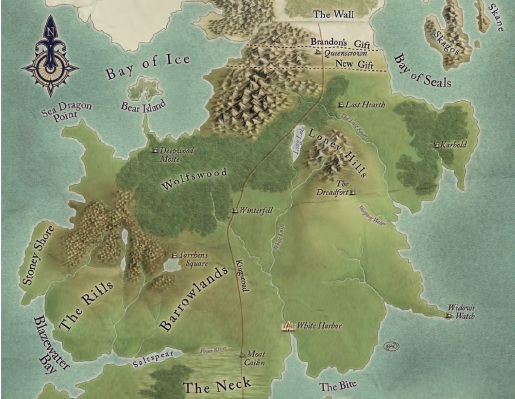 The Wall
Brandon's Gift
Queenscrown
New Gift
N
Bay of Ice
Bay of Seals
Skagos
Skane
Sea Dragon
Point
Bear Island
Last Hearth
Long Lake
Lonely Hills
Karhold
Deepwood
Motte
Wolfswood
The
Dreadfort
Winterfell
Stoney Shore
The Rills
Torrhen's
Square
Barrowlands
Kingsroad
Widow's
Watch
White Harbor
Blazewater
Bay
Saltspear
Moat
Cailin
The Neck
The Bite